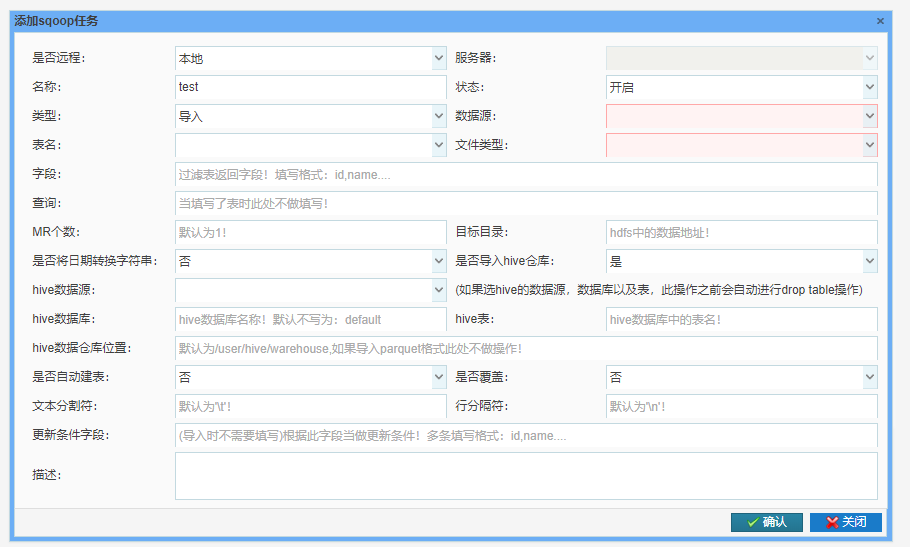 添加sqoop任务
是否远程： 本地 服务器：
名称： test 状态： 开启
类型： 导入 数据源：
表名： 文件类型：
字段： 过滤表返回字段！填写格式：id,name....
查询： 当填写了表时此处不做填写！
MR个数： 默认为1！ 目标目录： hdfs中的数据地址！
是否将日期转换字符串： 否 是否导入hive仓库： 是
hive数据源： (如果选hive的数据源，数据库以及表，此操作之前会自动进行drop table操作)
hive数据库： hive数据库名称！默认不写为：default hive表： hive数据库中的表名！
hive数据仓库位置： 默认为/user/hive/warehouse,如果导入parquet格式此处不做操作！
是否自动建表： 否 是否覆盖： 否
文本分割符： 默认为'\t'！ 行分隔符： 默认为'\n'！
更新条件字段： (导入时不需要填写)根据此字段当做更新条件！多条填写格式：id,name....
描述：
确认 关闭